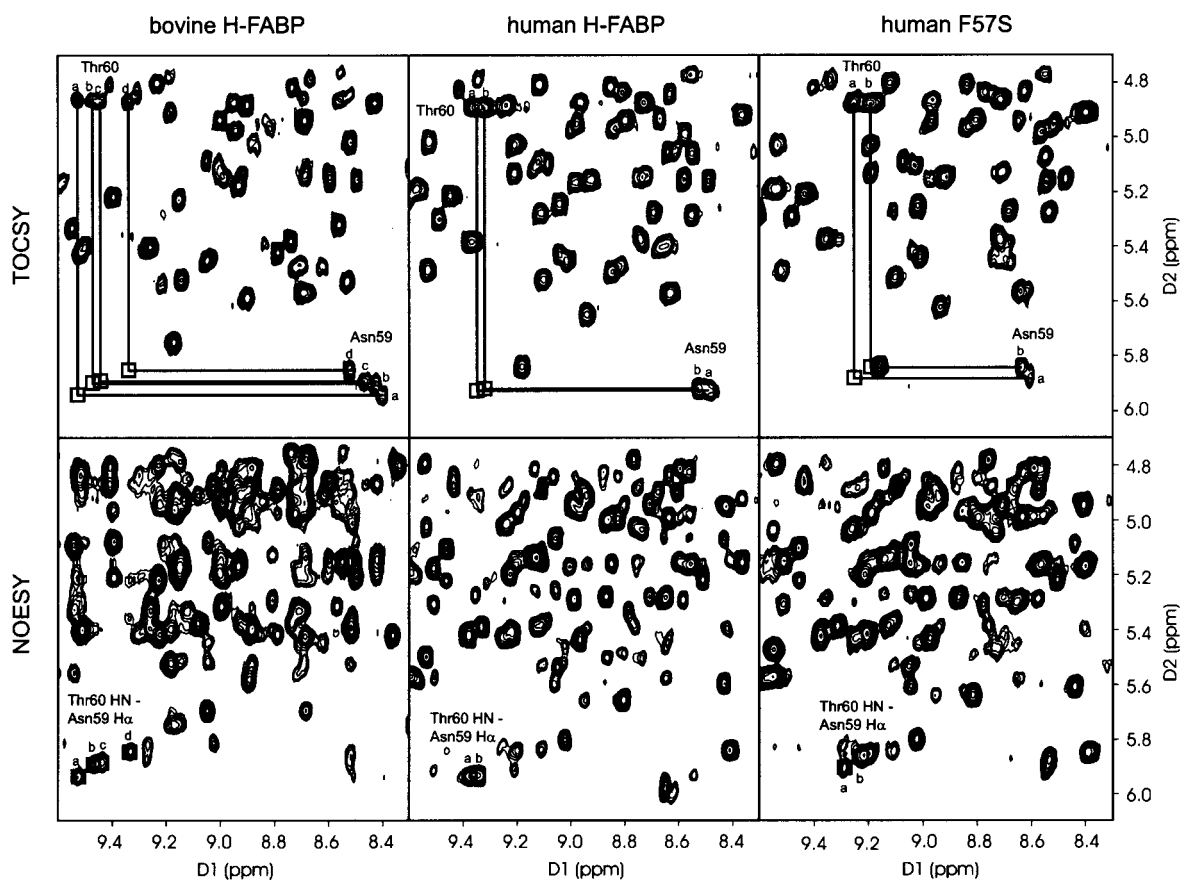 bovine H-FABP
human H-FABP
human F57S
TOCSY
Thr60
a b c d
Asn59
d
c
b
a
Thr60
a b
Asn59
b a
Thr60
a b
Asn59
b
a
4.8
5.0
5.2
5.4
5.6
5.8
6.0
D2 (ppm)
NOESY
Thr60 HN -
Asn59 Hα
a b c d
Thr60 HN -
Asn59 Hα
a b
Thr60 HN -
Asn59 Hα
a b
4.8
5.0
5.2
5.4
5.6
5.8
6.0
D2 (ppm)
9.4 9.2 9.0 8.8 8.6 8.4
9.4 9.2 9.0 8.8 8.6 8.4
9.4 9.2 9.0 8.8 8.6 8.4
D1 (ppm)
D1 (ppm)
D1 (ppm)